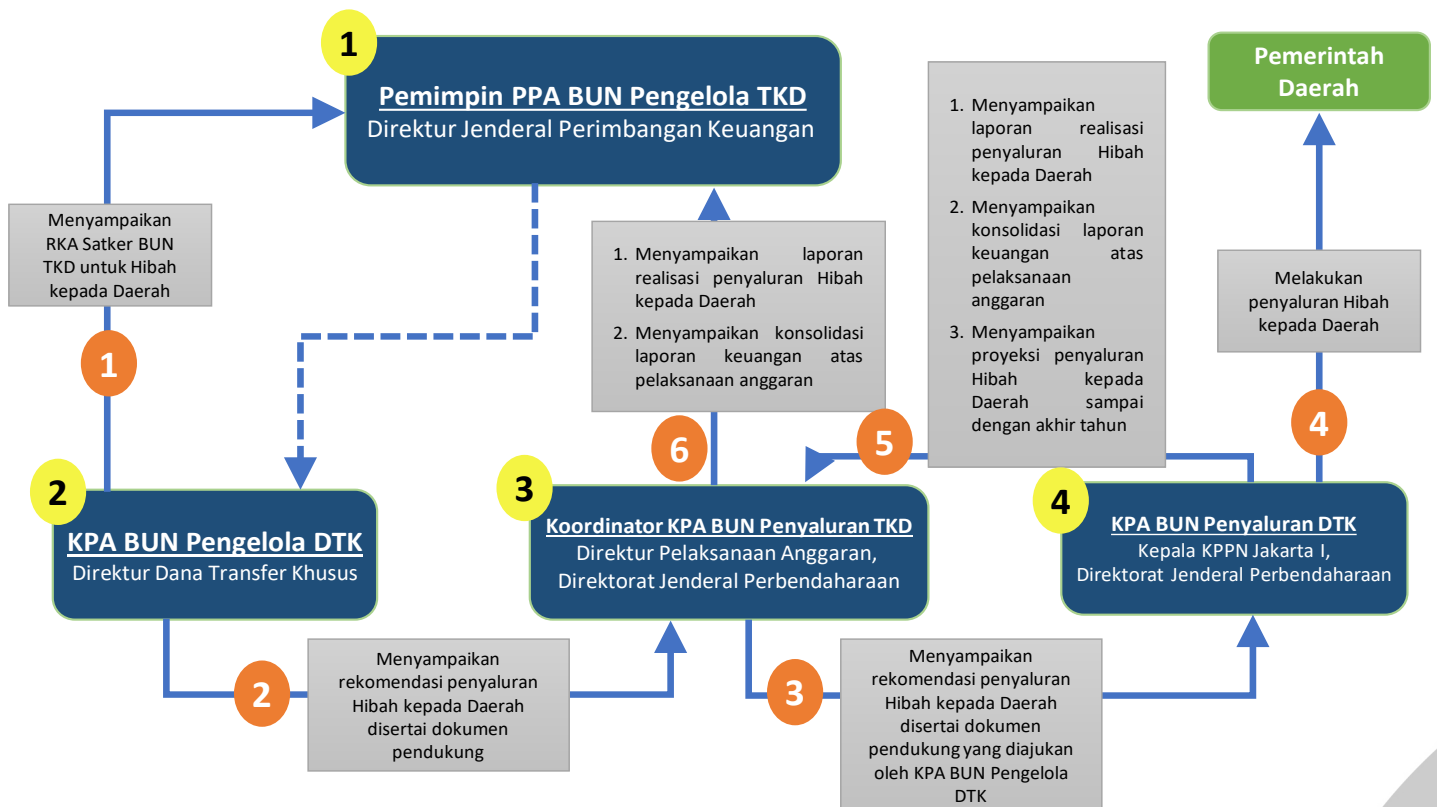 1
Pemimpin PPA BUN Pengelola TKD
Direktur Jenderal Perimbangan Keuangan
Pemerintah
Daerah
Menyampaikan
RKA Satker BUN
TKD untuk Hibah
kepada Daerah
1
1. Menyampaikan laporan
realisasi penyaluran Hibah
kepada Daerah
2. Menyampaikan konsolidasi
laporan keuangan atas
pelaksanaan anggaran
6
1. Menyampaikan
laporan realisasi
penyaluran Hibah
kepada Daerah
2. Menyampaikan
konsolidasi laporan
keuangan atas
pelaksanaan
anggaran
3. Menyampaikan
proyeksi penyaluran
Hibah kepada
Daerah sampai
dengan akhir tahun
5
Melakukan
penyaluran Hibah
kepada Daerah
4
2
KPA BUN Pengelola DTK
Direktur Dana Transfer Khusus
3
Koordinator KPA BUN Penyaluran TKD
Direktur Pelaksanaan Anggaran,
Direktorat Jenderal Perbendaharaan
4
KPA BUN Penyaluran DTK
Kepala KPPN Jakarta I,
Direktorat Jenderal Perbendaharaan
2
Menyampaikan
rekomendasi penyaluran
Hibah kepada Daerah
disertai dokumen
pendukung
3
Menyampaikan
rekomendasi penyaluran
Hibah kepada Daerah
disertai dokumen
pendukung yang diajukan
oleh KPA BUN Pengelola
DTK